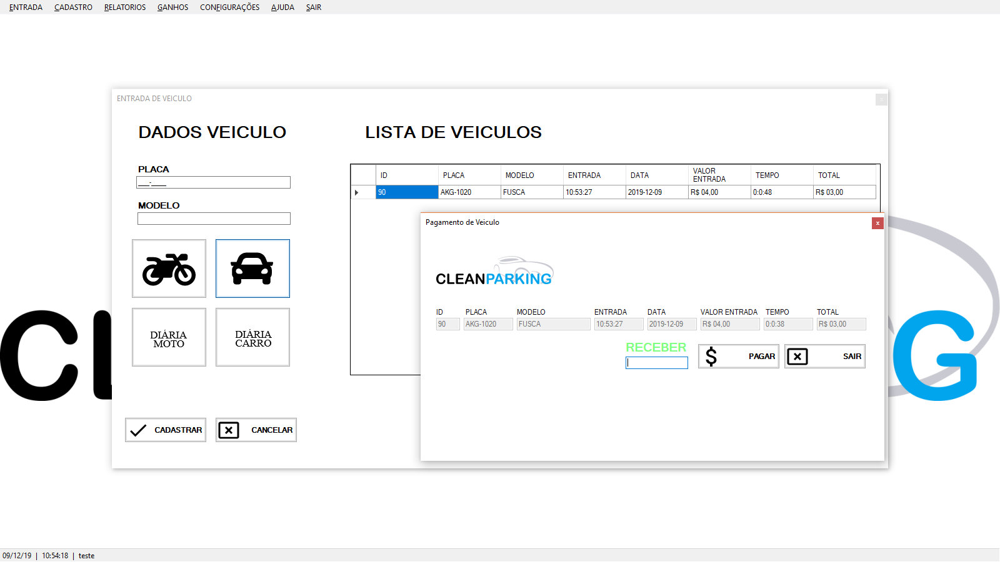 ENTRADA CADASTRO RELATORIOS GANHOS CONFIGURAÇÕES AJUDA SAIR
ENTRADA DE VEICULO
x
DADOS VEICULO
LISTA DE VEICULOS
PLACA
___-____
MODELO
DIÁRIA
MOTO
DIÁRIA
CARRO
CADASTRAR
CANCELAR
ID PLACA MODELO ENTRADA DATA VALOR ENTRADA TEMPO TOTAL
90 AKG-1020 FUSCA 10:53:27 2019-12-09 R$ 04,00 0:0:48 R$ 03,00
Pagamento de Veiculo
x
CLEANPARKING
ID PLACA MODELO ENTRADA DATA VALOR ENTRADA TEMPO TOTAL
90 AKG-1020 FUSCA 10:53:27 2019-12-09 R$ 04,00 0:0:38 R$ 03,00
RECEBER
$ PAGAR
SAIR
CL
G
09/12/19 | 10:54:18 | teste